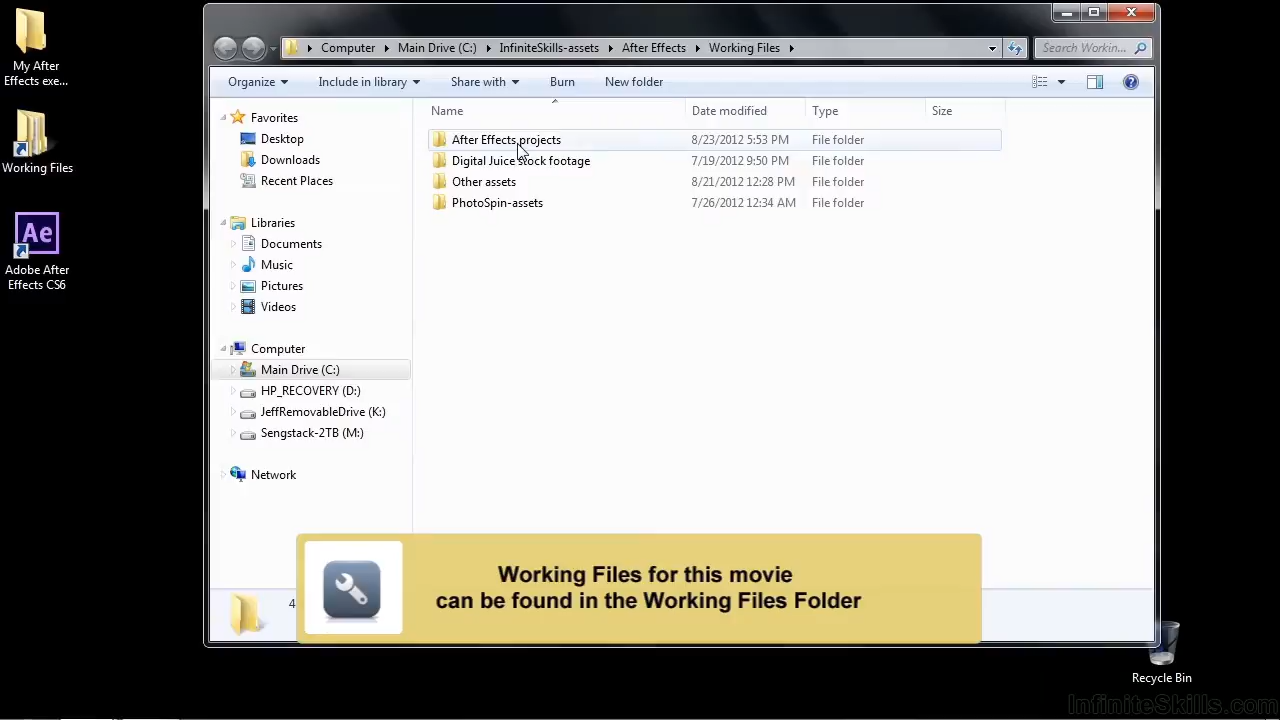 My After
Effects exe...
Working Files
Ae
Adobe After
Effects CS6
Computer
Main Drive (C:)
InfiniteSkills-assets
After Effects
Working Files
Search Workin...
Organize
Include in library
Share with
Burn
New folder
Favorites
Desktop
Downloads
Recent Places
Libraries
Documents
Music
Pictures
Videos
Computer
Main Drive (C:)
HP_RECOVERY (D:)
JeffRemovableDrive (K:)
Sengstack-2TB (M:)
Network
Name Date modified Type Size
After Effects projects 8/23/2012 5:53 PM File folder
Digital Juice stock footage 7/19/2012 9:50 PM File folder
Other assets 8/21/2012 12:28 PM File folder
PhotoSpin-assets 7/26/2012 12:34 AM File folder
4
Working Files for this movie
can be found in the Working Files Folder
Recycle Bin
InfiniteSkills.com